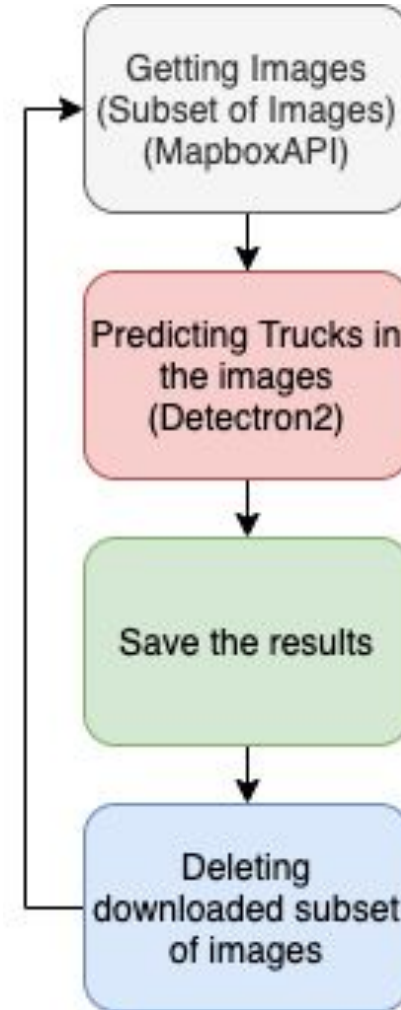 Getting Images
(Subset of Images)
(MapboxAPI)
Predicting Trucks in
the images
(Detectron2)
Save the results
Deleting
downloaded subset
of images